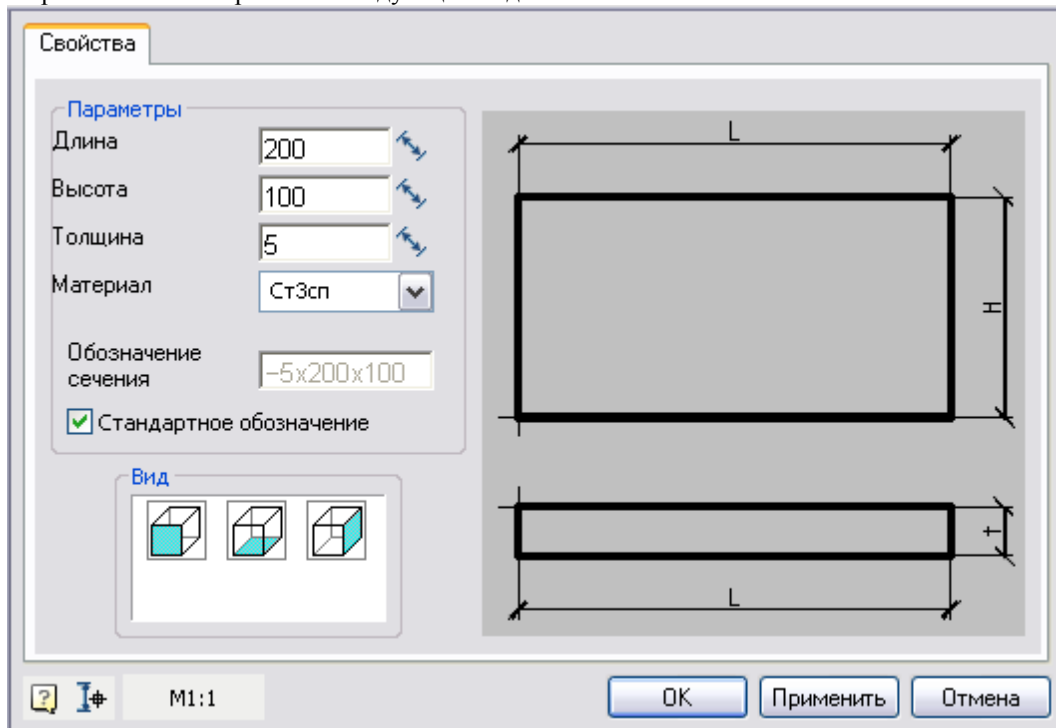 Свойства
Параметры
Длина
200
Высота
100
Толщина
5
Материал
Ст3сп
Обозначение
сечения
−5x200x100
Стандартное обозначение
Вид
L
H
t
L
М1:1
OK
Применить
Отмена